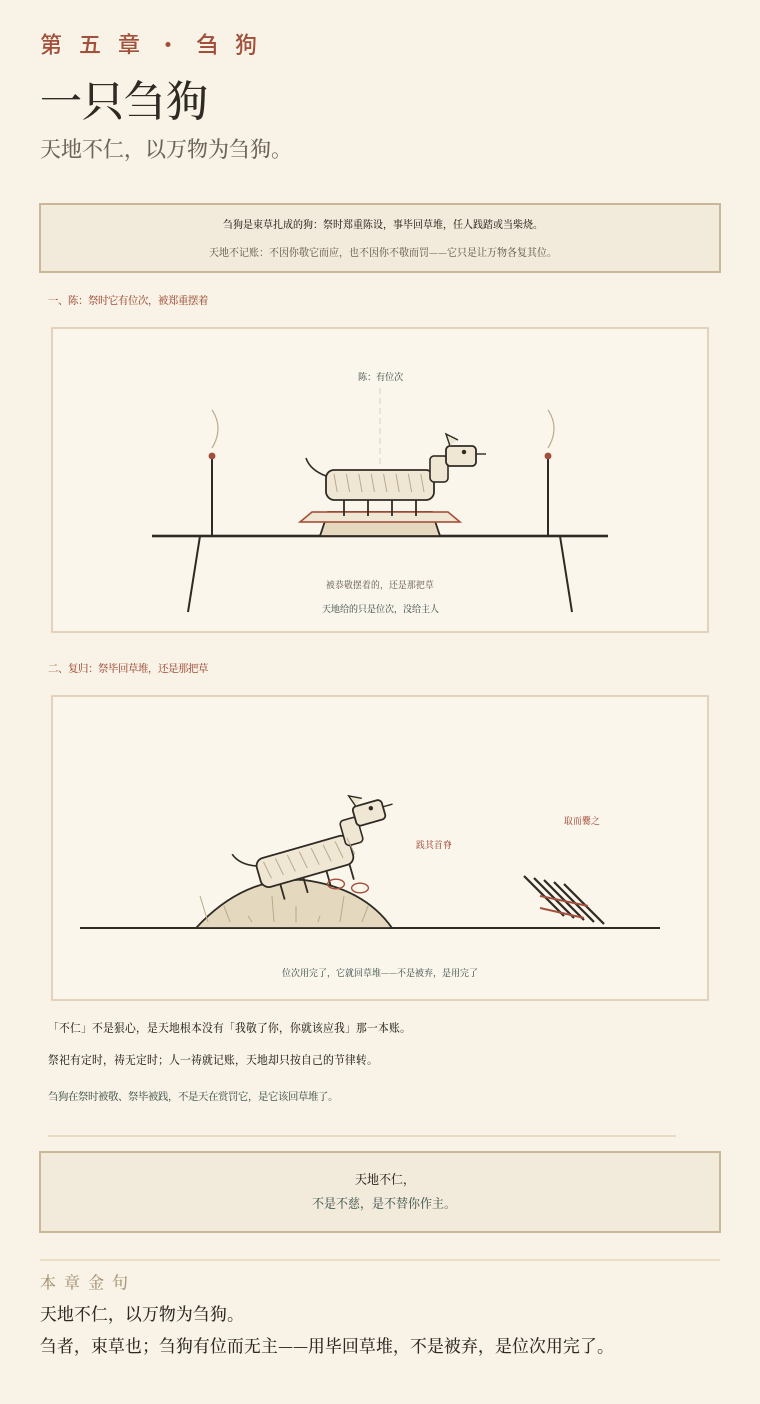 第五章·刍狗
一只刍狗
天地不仁，以万物为刍狗。
刍狗是束草扎成的狗：祭时郑重陈设，事毕回草堆，任人践踏或当柴烧。
天地不记账：不因你敬它而应，也不因你不敬而罚——它只是让万物各复其位。
一、陈：祭时它有位次，被郑重摆着
陈：有位次
被恭敬摆着的，还是那把草
天地给的只是位次，没给主人
二、复归：祭毕回草堆，还是那把草
取而爨之
践其首脊
位次用完了，它就回草堆——不是被弃，是用完了
「不仁」不是狠心，是天地根本没有「我敬了你，你就该应我」那一本账。
祭祀有定时，祷无定时；人一祷就记账，天地却只按自己的节律转。
刍狗在祭时被敬、祭毕被践，不是天在赏罚它，是它该回草堆了。
天地不仁，
不是不慈，是不替你作主。
本章金句
天地不仁，以万物为刍狗。
刍者，束草也；刍狗有位而无主——用毕回草堆，不是被弃，是位次用完了。